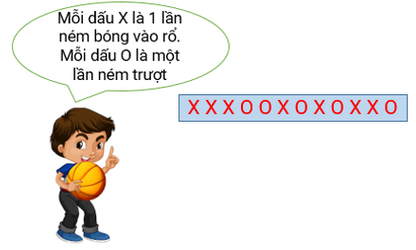 Mỗi dấu X là 1 lần
ném bóng vào rổ.
Mỗi dấu O là một
lần ném trượt
X X X O O X O X O X X O